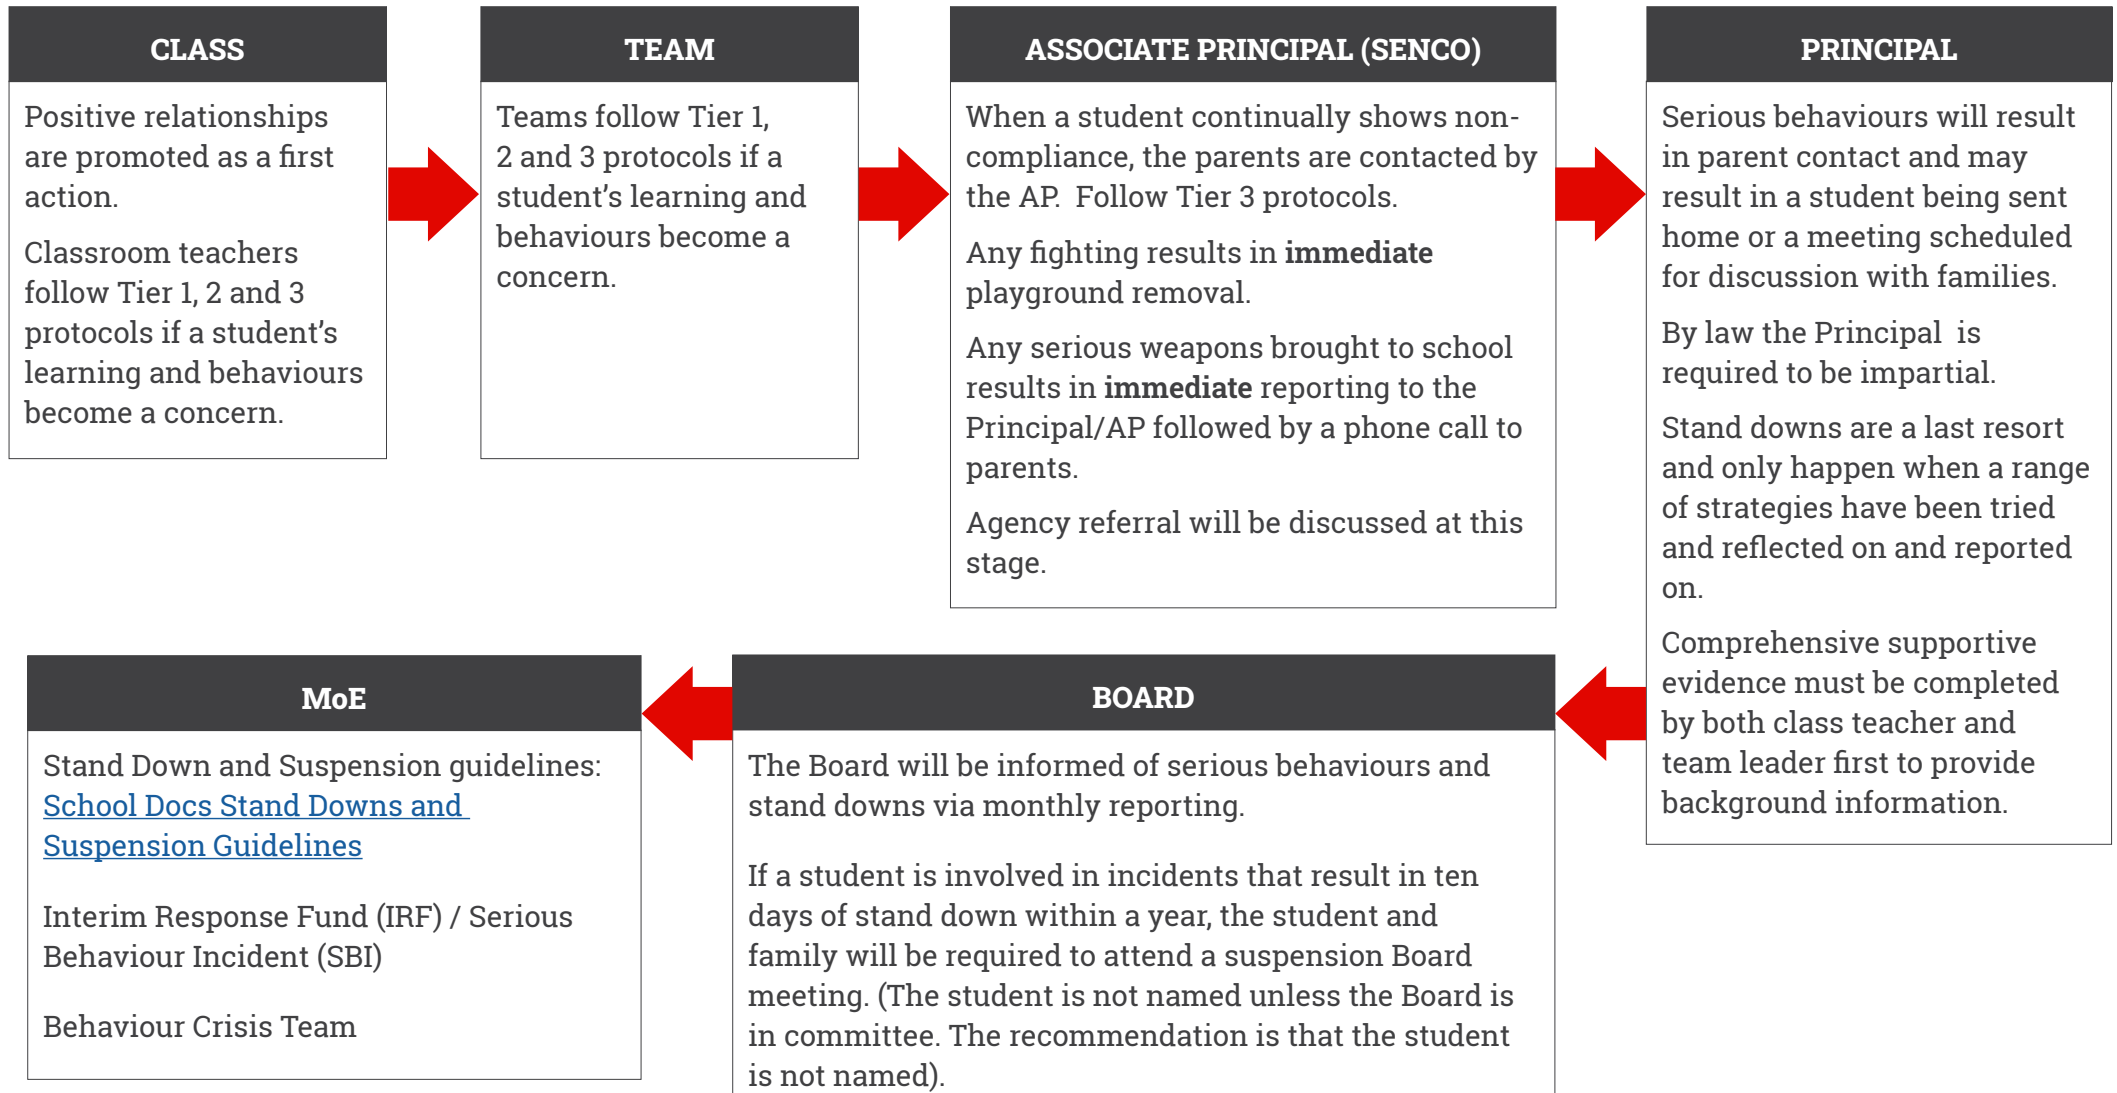 CLASS
Positive relationships
are promoted as a first
action.
Classroom teachers
follow Tier 1, 2 and 3
protocols if a student's
learning and behaviours
become a concern.
TEAM
Teams follow Tier 1,
2 and 3 protocols if a
student's learning and
behaviours become a
concern.
ASSOCIATE PRINCIPAL (SENCO)
When a student continually shows non-
compliance, the parents are contacted by
the AP.  Follow Tier 3 protocols.
Any fighting results in immediate
playground removal.
Any serious weapons brought to school
results in immediate reporting to the
Principal/AP followed by a phone call to
parents.
Agency referral will be discussed at this
stage.
PRINCIPAL
Serious behaviours will result
in parent contact and may
result in a student being sent
home or a meeting scheduled
for discussion with families.
By law the Principal  is
required to be impartial.
Stand downs are a last resort
and only happen when a range
of strategies have been tried
and reflected on and reported
on.
Comprehensive supportive
evidence must be completed
by both class teacher and
team leader first to provide
background information.
BOARD
The Board will be informed of serious behaviours and
stand downs via monthly reporting.
If a student is involved in incidents that result in ten
days of stand down within a year, the student and
family will be required to attend a suspension Board
meeting. (The student is not named unless the Board is
in committee. The recommendation is that the student
is not named).
MoE
Stand Down and Suspension guidelines:
School Docs Stand Downs and
Suspension Guidelines
Interim Response Fund (IRF) / Serious
Behaviour Incident (SBI)
Behaviour Crisis Team